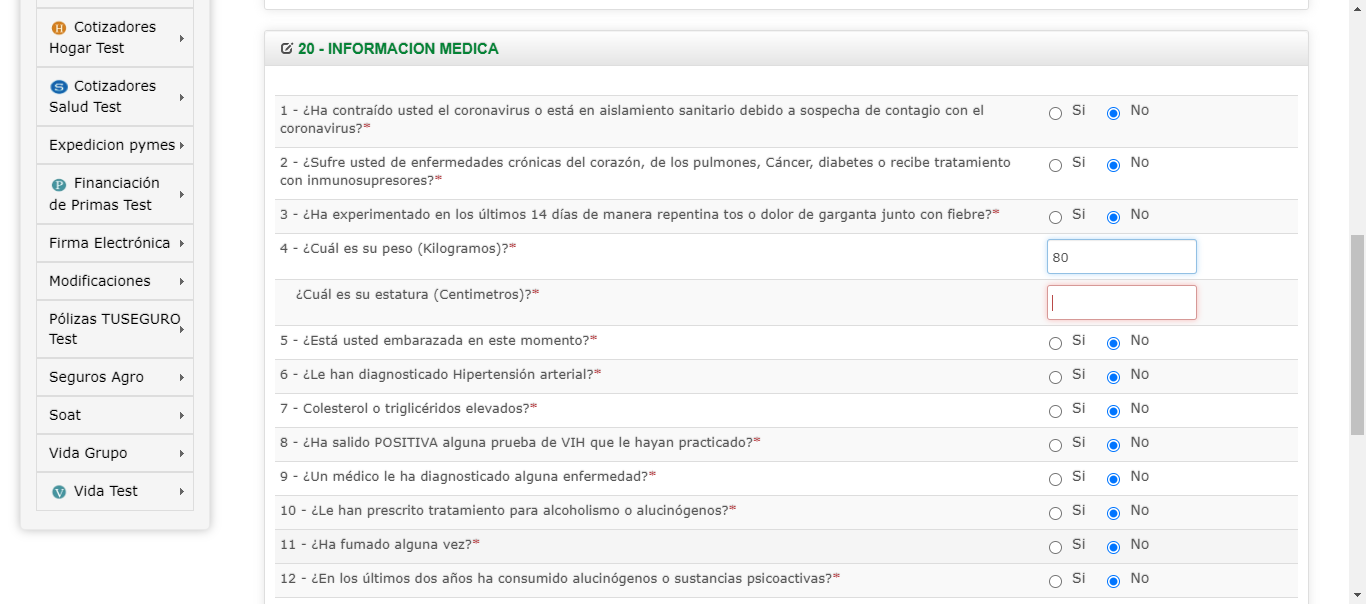 Cotizadores
Hogar Test
Cotizadores
Salud Test
Expedicion pymes
Financiación
de Primas Test
Firma Electrónica
Modificaciones
Pólizas TUSEGURO
Test
Seguros Agro
Soat
Vida Grupo
Vida Test
20 - INFORMACION MEDICA
1 - ¿Ha contraído usted el coronavirus o está en aislamiento sanitario debido a sospecha de contagio con el
coronavirus?* Si No
2 - ¿Sufre usted de enfermedades crónicas del corazón, de los pulmones, Cáncer, diabetes o recibe tratamiento
con inmunosupresores?* Si No
3 - ¿Ha experimentado en los últimos 14 días de manera repentina tos o dolor de garganta junto con fiebre?* Si No
4 - ¿Cuál es su peso (Kilogramos)?* 80
¿Cuál es su estatura (Centimetros)?*
5 - ¿Está usted embarazada en este momento?* Si No
6 - ¿Le han diagnosticado Hipertensión arterial?* Si No
7 - Colesterol o triglicéridos elevados?* Si No
8 - ¿Ha salido POSITIVA alguna prueba de VIH que le hayan practicado?* Si No
9 - ¿Un médico le ha diagnosticado alguna enfermedad?* Si No
10 - ¿Le han prescrito tratamiento para alcoholismo o alucinógenos?* Si No
11 - ¿Ha fumado alguna vez?* Si No
12 - ¿En los últimos dos años ha consumido alucinógenos o sustancias psicoactivas?* Si No